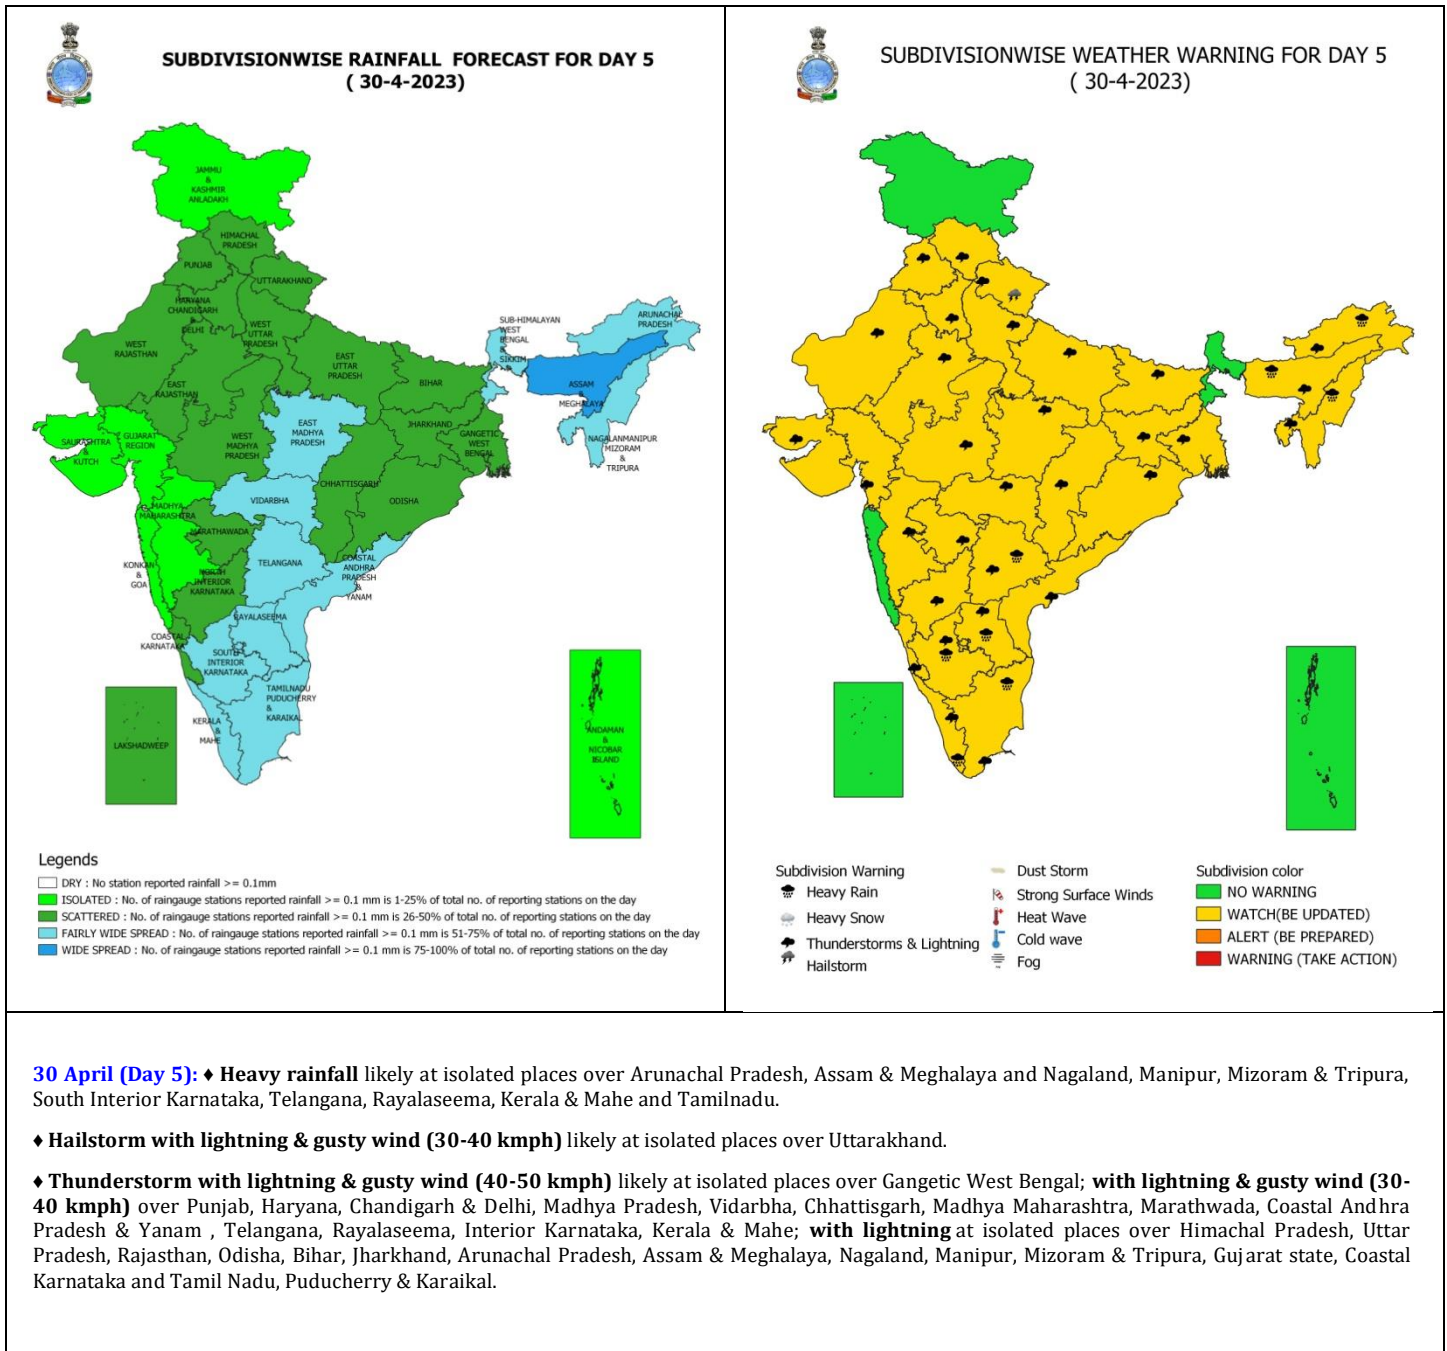 SUBDIVISIONWISE RAINFALL FORECAST FOR DAY 5
( 30-4-2023)
JAMMU
&
KASHMIR
ANLADAKH
HIMACHAL
PRADESH
PUNJAB
UTTARAKHAND
HARYANA
CHANDIGARH
&
DELHI
WEST
UTTAR
PRADESH
WEST
RAJASTHAN
EAST
UTTAR
PRADESH
EAST
RAJASTHAN
BIHAR
SUB-HIMALAYAN
WEST
BENGAL
&
SIKKIM
ARUNACHAL
PRADESH
ASSAM
&
MEGHALAYA
NAGALANMANIPUR
MIZORAM
&
TRIPURA
SAURASHTRA
&
KUTCH
GUJARAT
REGION
WEST
MADHYA
PRADESH
EAST
MADHYA
PRADESH
JHARKHAND
GANGETIC
WEST
BENGAL
CHHATTISGARH
ODISHA
VIDARBHA
MADHYA
MAHARASHTRA
MARATHAWADA
TELANGANA
COASTAL
ANDHRA
PRADESH
&
YANAM
KONKAN
&
GOA
NORTH
INTERIOR
KARNATAKA
RAYALASEEMA
COASTAL
KARNATAKA
SOUTH
INTERIOR
KARNATAKA
TAMILNADU
PUDUCHERRY
&
KARAIKAL
KERALA
&
MAHE
LAKSHADWEEP
ANDAMAN
&
NICOBAR
ISLAND
Legends
DRY : No station reported rainfall >= 0.1mm
ISOLATED : No. of raingauge stations reported rainfall >= 0.1 mm is 1-25% of total no. of reporting stations on the day
SCATTERED : No. of raingauge stations reported rainfall >= 0.1 mm is 26-50% of total no. of reporting stations on the day
FAIRLY WIDE SPREAD : No. of raingauge stations reported rainfall >= 0.1 mm is 51-75% of total no. of reporting stations on the day
WIDE SPREAD : No. of raingauge stations reported rainfall >= 0.1 mm is 75-100% of total no. of reporting stations on the day
SUBDIVISIONWISE WEATHER WARNING FOR DAY 5
( 30-4-2023)
Subdivision Warning
Heavy Rain
Heavy Snow
Thunderstorms & Lightning
Hailstorm
Dust Storm
Strong Surface Winds
Heat Wave
Cold wave
Fog
Subdivision color
NO WARNING
WATCH(BE UPDATED)
ALERT (BE PREPARED)
WARNING (TAKE ACTION)
30 April (Day 5): ♦ Heavy rainfall likely at isolated places over Arunachal Pradesh, Assam & Meghalaya and Nagaland, Manipur, Mizoram & Tripura,
South Interior Karnataka, Telangana, Rayalaseema, Kerala & Mahe and Tamilnadu.
♦ Hailstorm with lightning & gusty wind (30-40 kmph) likely at isolated places over Uttarakhand.
♦ Thunderstorm with lightning & gusty wind (40-50 kmph) likely at isolated places over Gangetic West Bengal; with lightning & gusty wind (30-
40 kmph) over Punjab, Haryana, Chandigarh & Delhi, Madhya Pradesh, Vidarbha, Chhattisgarh, Madhya Maharashtra, Marathwada, Coastal Andhra
Pradesh & Yanam , Telangana, Rayalaseema, Interior Karnataka, Kerala & Mahe; with lightning at isolated places over Himachal Pradesh, Uttar
Pradesh, Rajasthan, Odisha, Bihar, Jharkhand, Arunachal Pradesh, Assam & Meghalaya, Nagaland, Manipur, Mizoram & Tripura, Gujarat state, Coastal
Karnataka and Tamil Nadu, Puducherry & Karaikal.